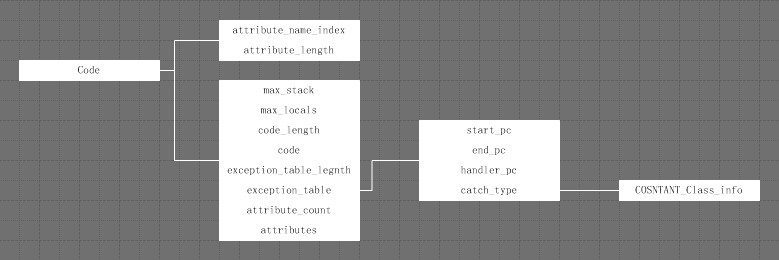 Code
attribute_name_index
attribute_length
max_stack
max_locals
code_length
code
exception_table_legnth
exception_table
attribute_count
attributes
start_pc
end_pc
handler_pc
catch_type
COSNTANT_Class_info